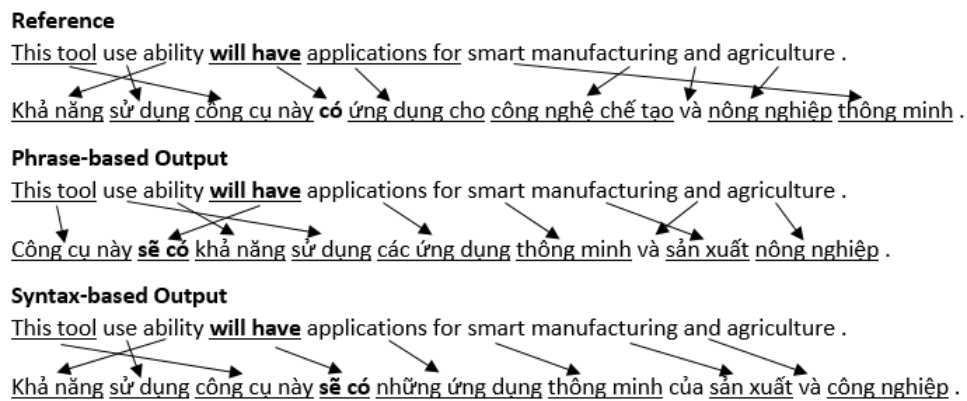 Reference
This tool use ability will have applications for smart manufacturing and agriculture .
Khả năng sử dụng công cụ này có ứng dụng cho công nghệ chế tạo và nông nghiệp thông minh .
Phrase-based Output
This tool use ability will have applications for smart manufacturing and agriculture .
Công cụ này sẽ có khả năng sử dụng các ứng dụng thông minh và sản xuất nông nghiệp .
Syntax-based Output
This tool use ability will have applications for smart manufacturing and agriculture .
Khả năng sử dụng công cụ này sẽ có những ứng dụng thông minh của sản xuất và công nghiệp .